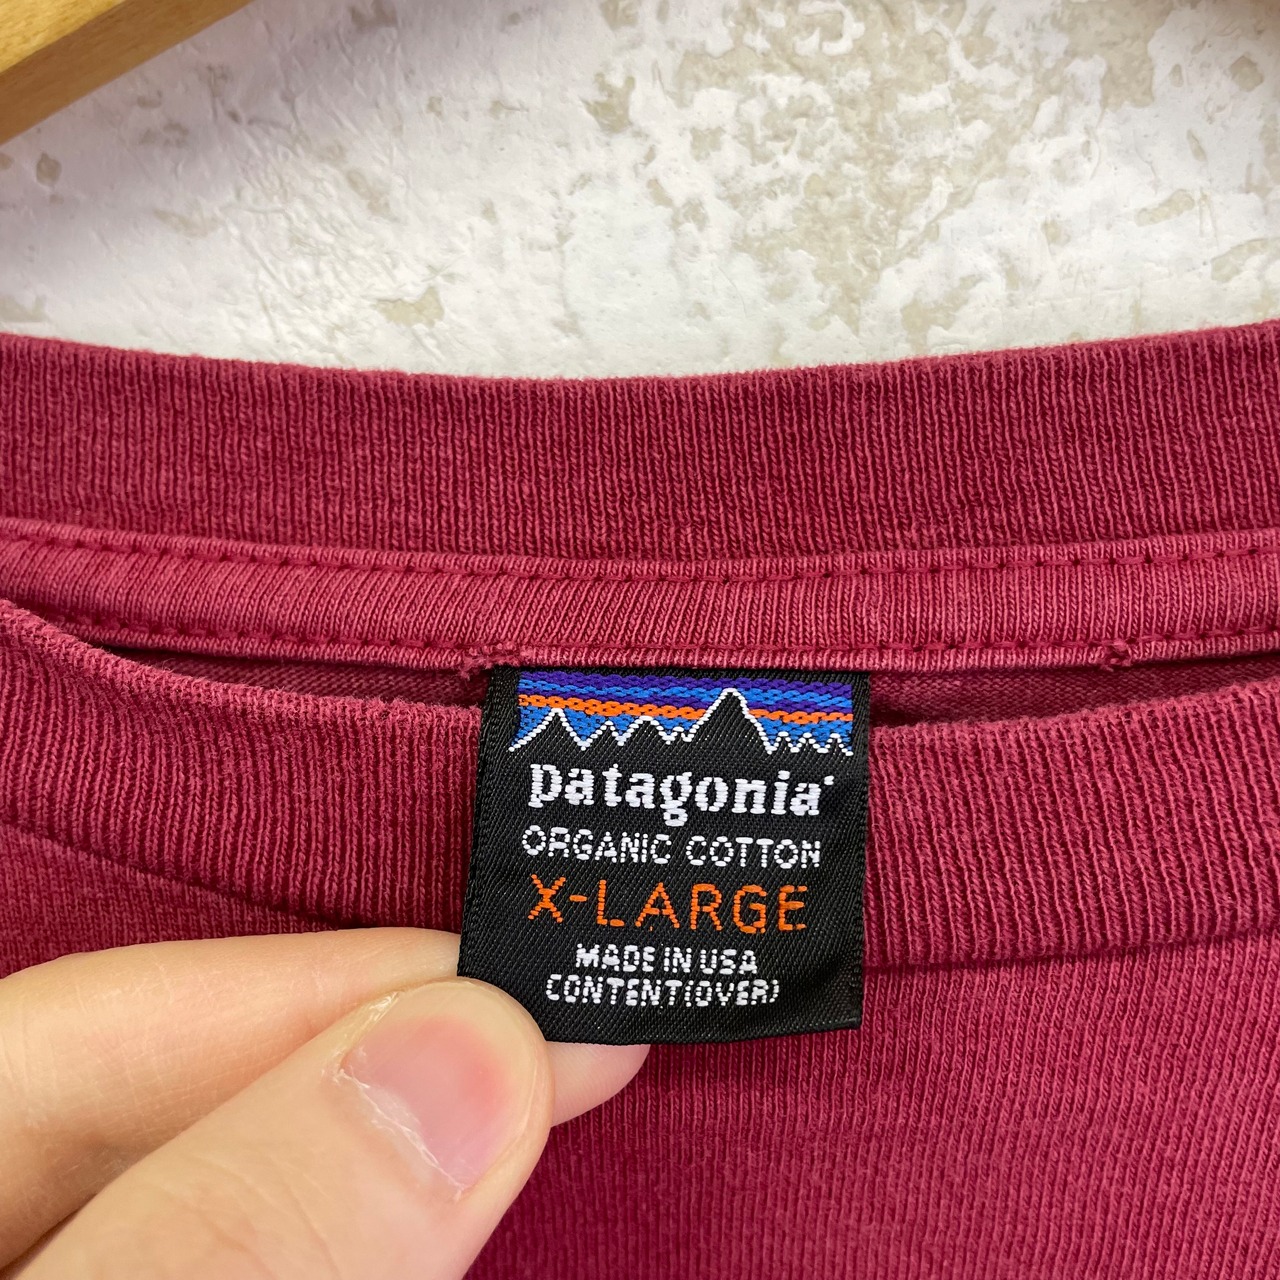 patagonia
ORGANIC COTTON
X-LARGE
MADE IN USA
CONTENT(OVER)